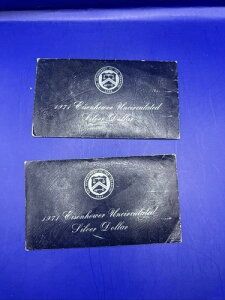 1971 Eisenhower Uncirculated
Silver Dollar
1971 Eisenhower Uncirculated
Silver Dollar